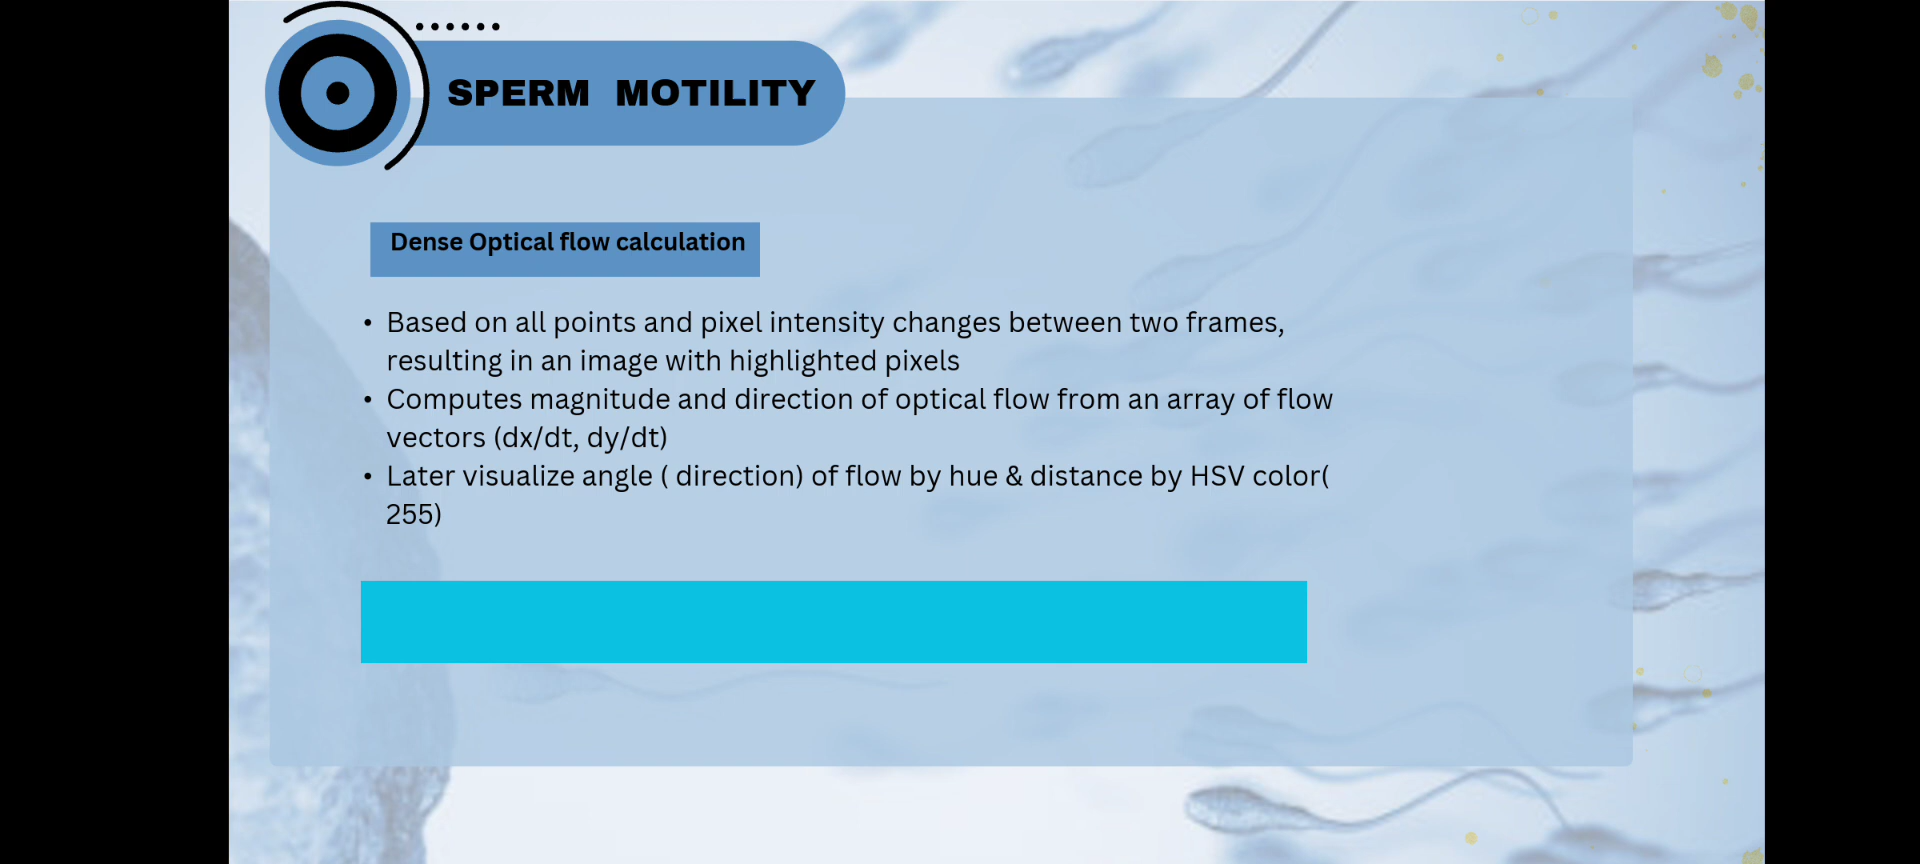 SPERM MOTILITY
Dense Optical flow calculation
• Based on all points and pixel intensity changes between two frames,
resulting in an image with highlighted pixels
• Computes magnitude and direction of optical flow from an array of flow
vectors (dx/dt, dy/dt)
• Later visualize angle ( direction) of flow by hue & distance by HSV color(
255)